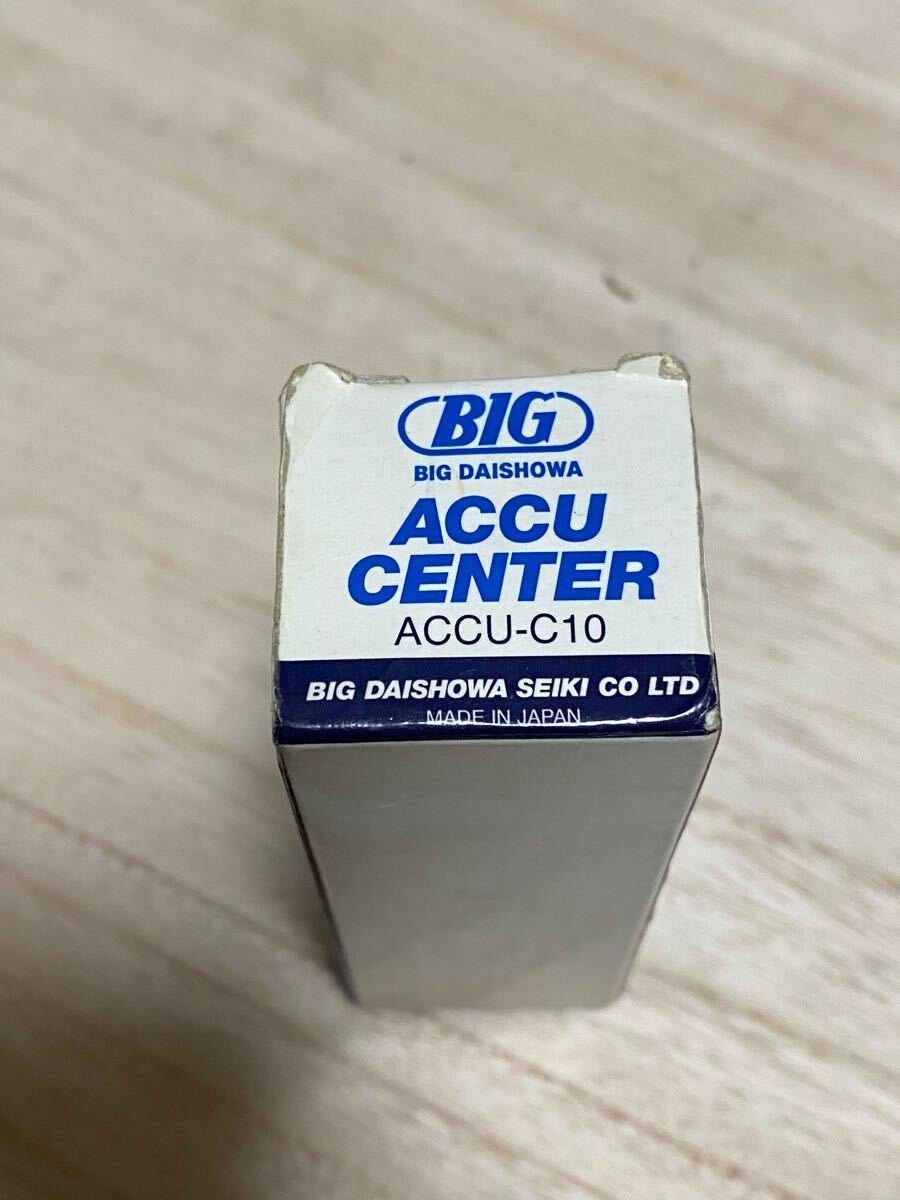 BIG
BIG DAISHOWA
ACCU
CENTER
ACCU-C10
BIG DAISHOWA SEIKI CO LTD
MADE IN JAPAN